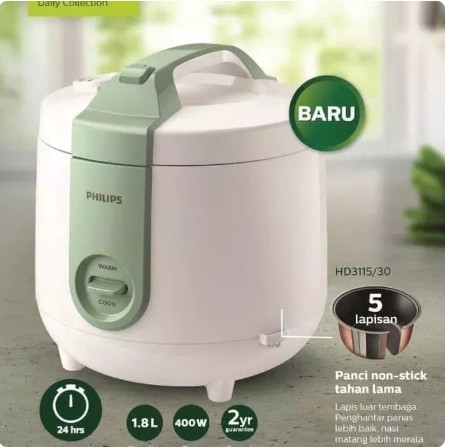 Daily Collection
BARU
PHILIPS
WARM
COOK
HD3115/30
5
lapisan
Panci non-stick
tahan lama
Lapis luar tembaga
Penghantar panas
lebih baik, nasi
matang lebih merata
24 hrs
1.8 L
400W
2yr
guarantee